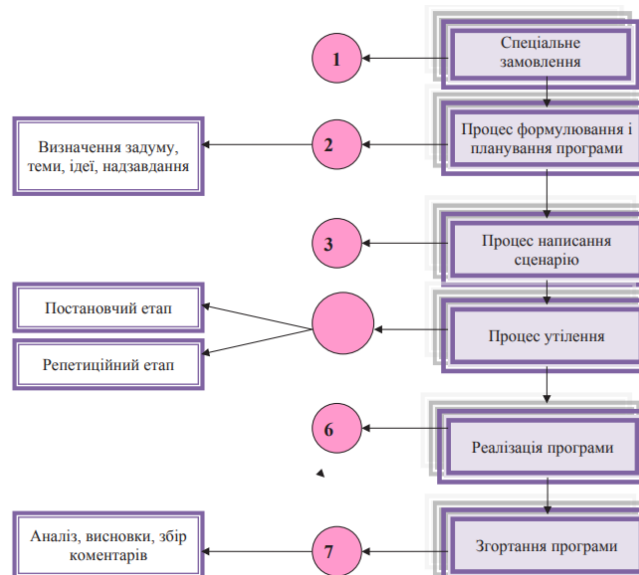 Спеціальне
замовлення
1
Процес формулювання і
планування програми
2
Визначення задуму,
теми, ідеї, надзавдання
Процес написання
сценарію
3
Процес утілення
Постановчий етап
Репетиційний етап
Реалізація програми
6
Згортання програми
7
Аналіз, висновки, збір
коментарів